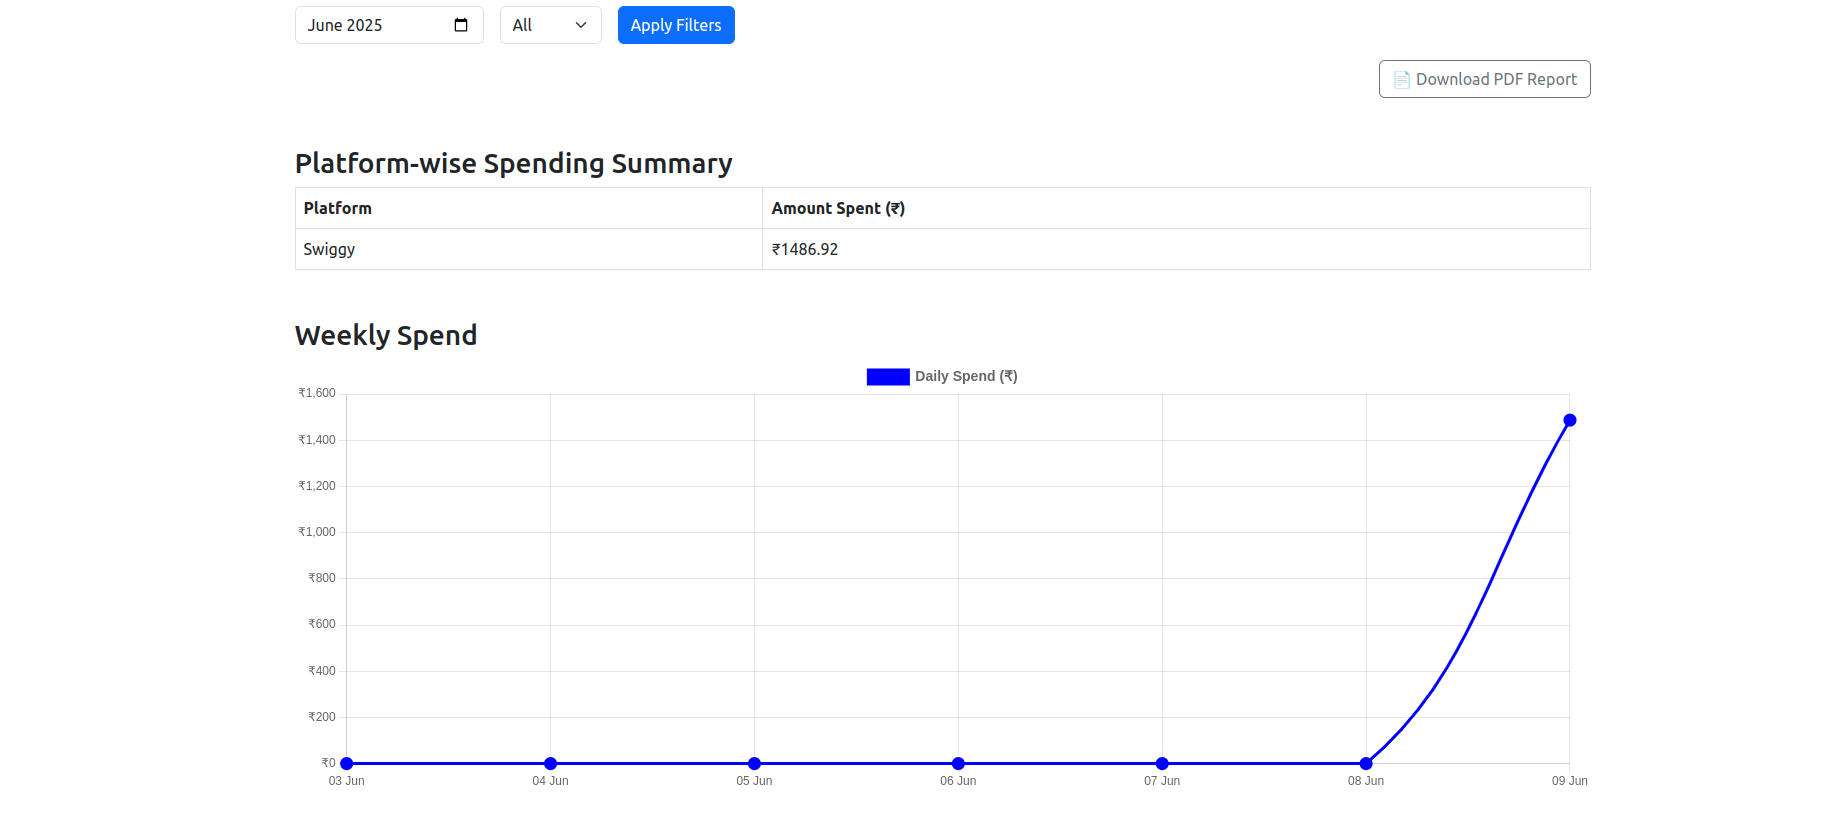 June 2025 All Apply Filters
📄 Download PDF Report
Platform-wise Spending Summary
Platform Amount Spent (₹)
Swiggy ₹1486.92
Weekly Spend
Daily Spend (₹)
₹1,600
₹1,400
₹1,200
₹1,000
₹800
₹600
₹400
₹200
₹0
03 Jun 04 Jun 05 Jun 06 Jun 07 Jun 08 Jun 09 Jun